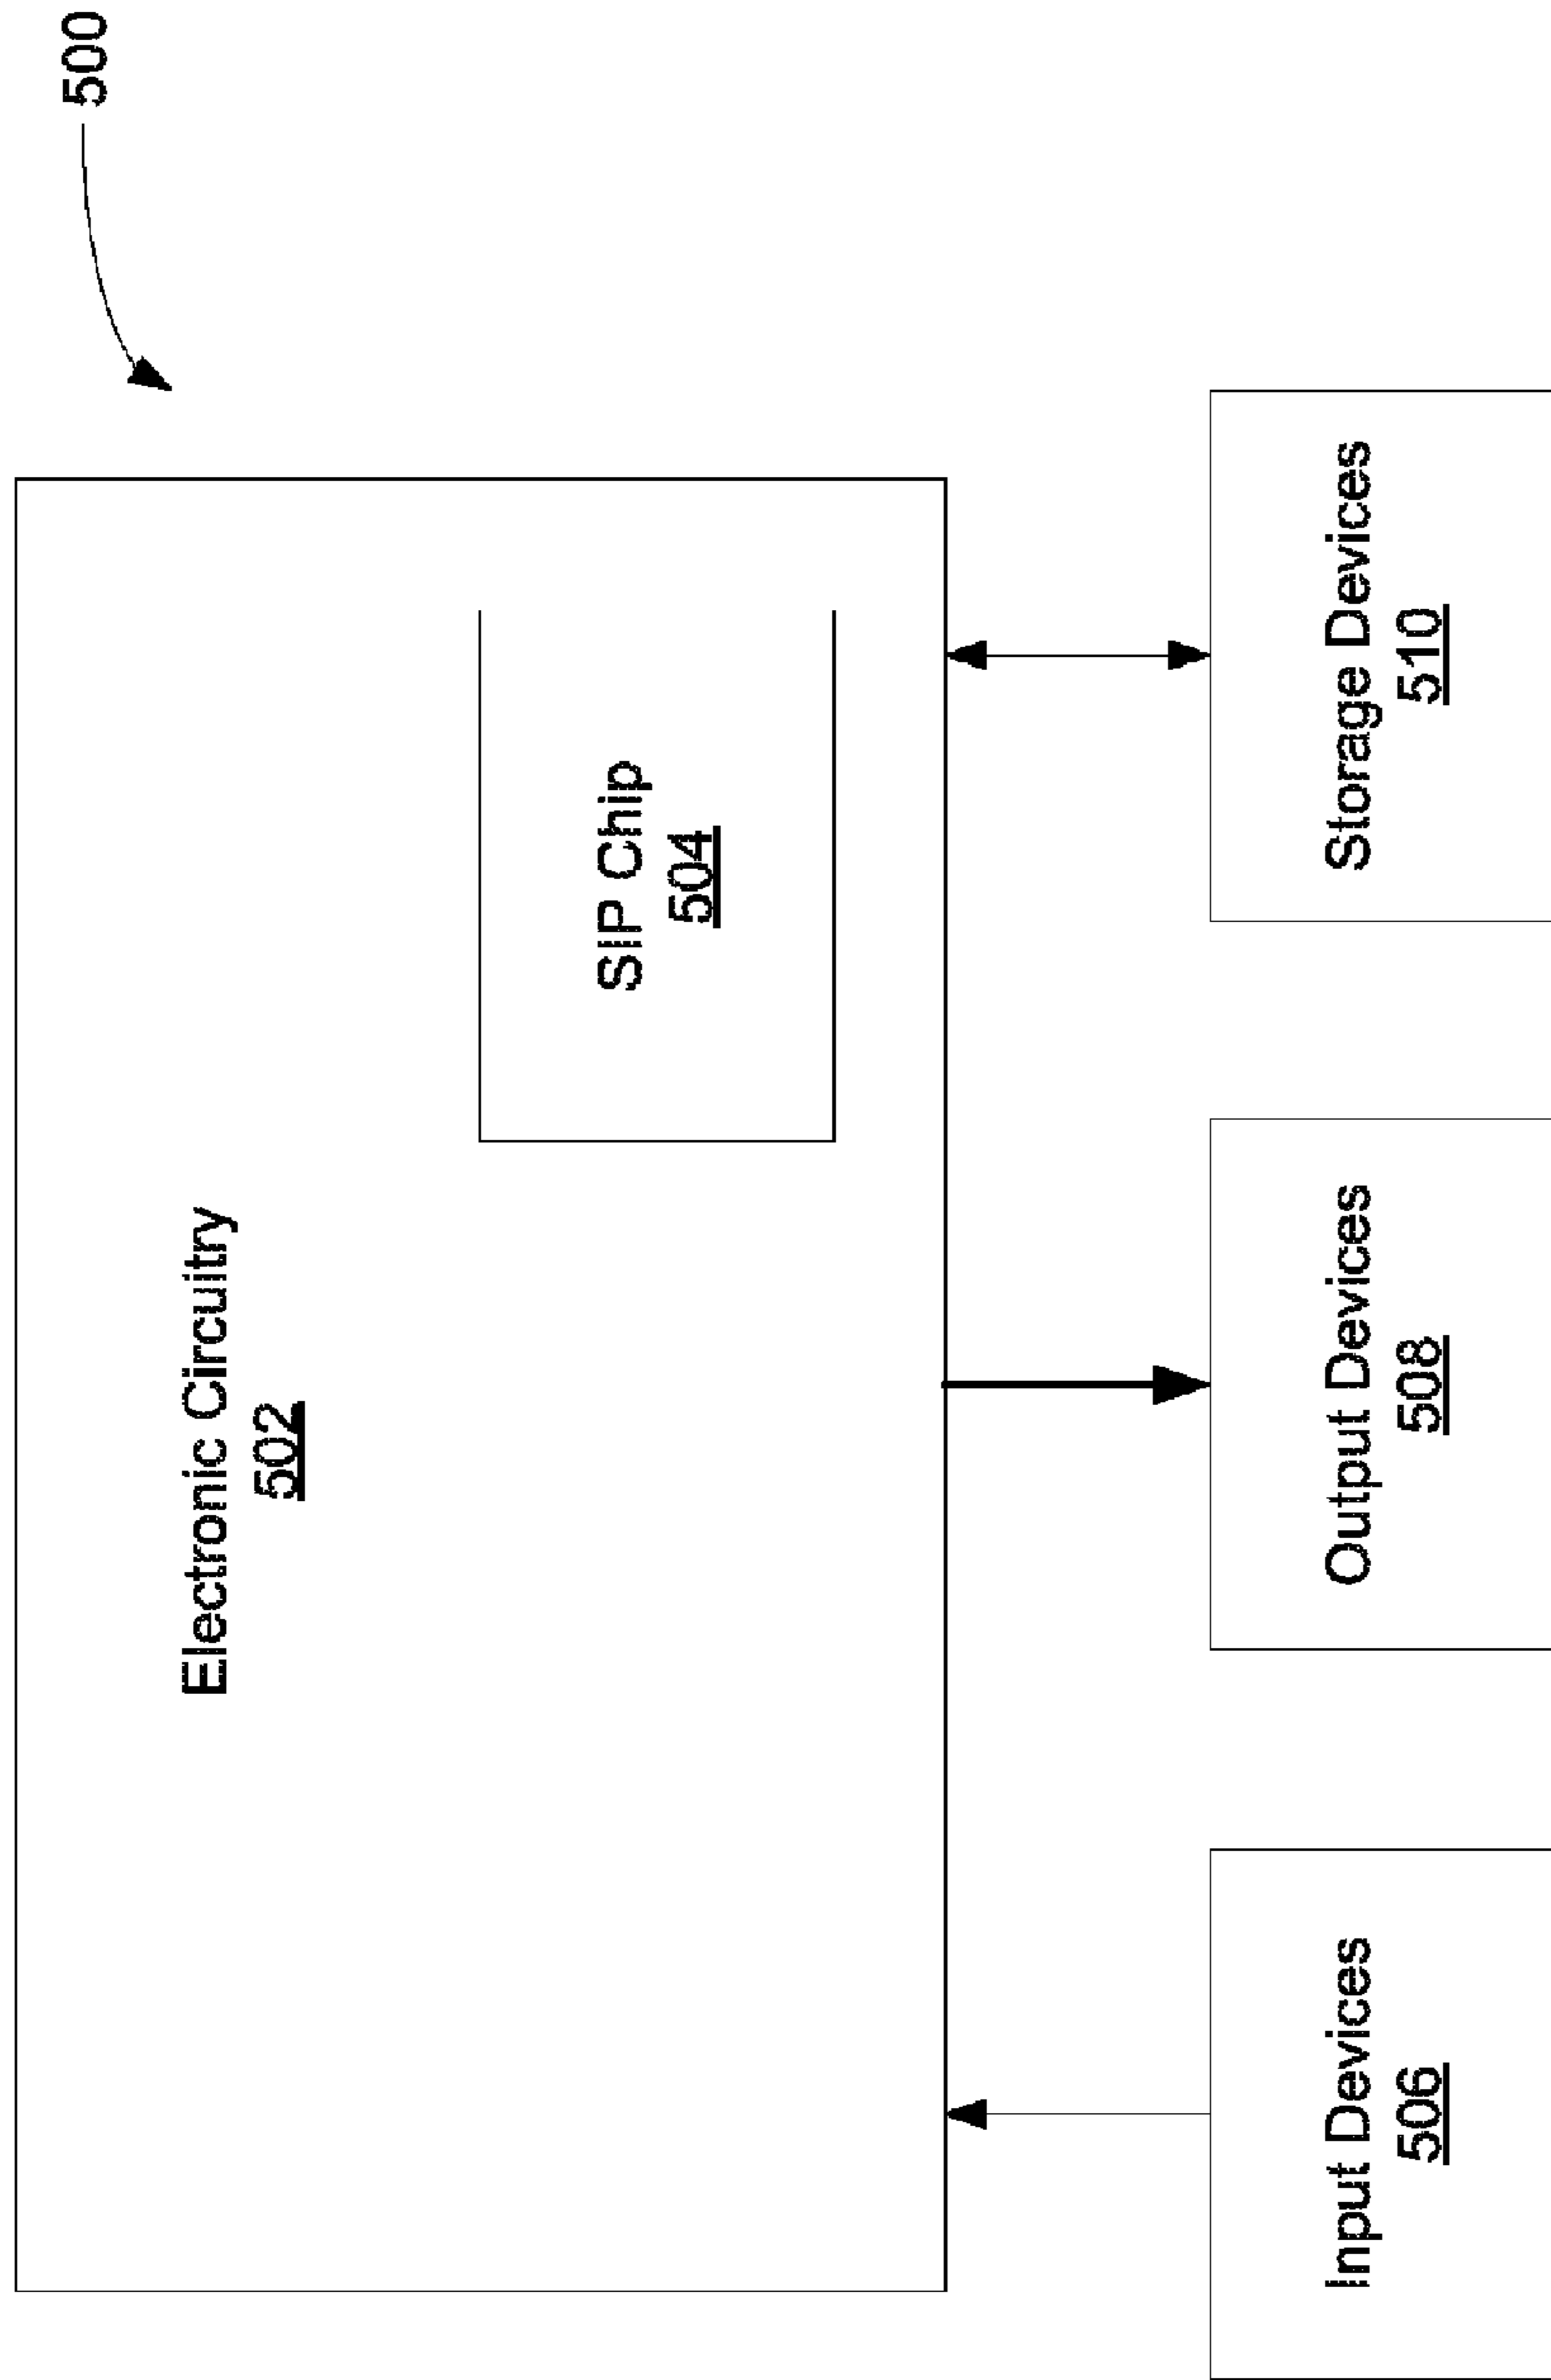 500
Electronic Circuitry
502
SIP Chip
504
Input Devices
506
Output Devices
508
Storage Devices
510